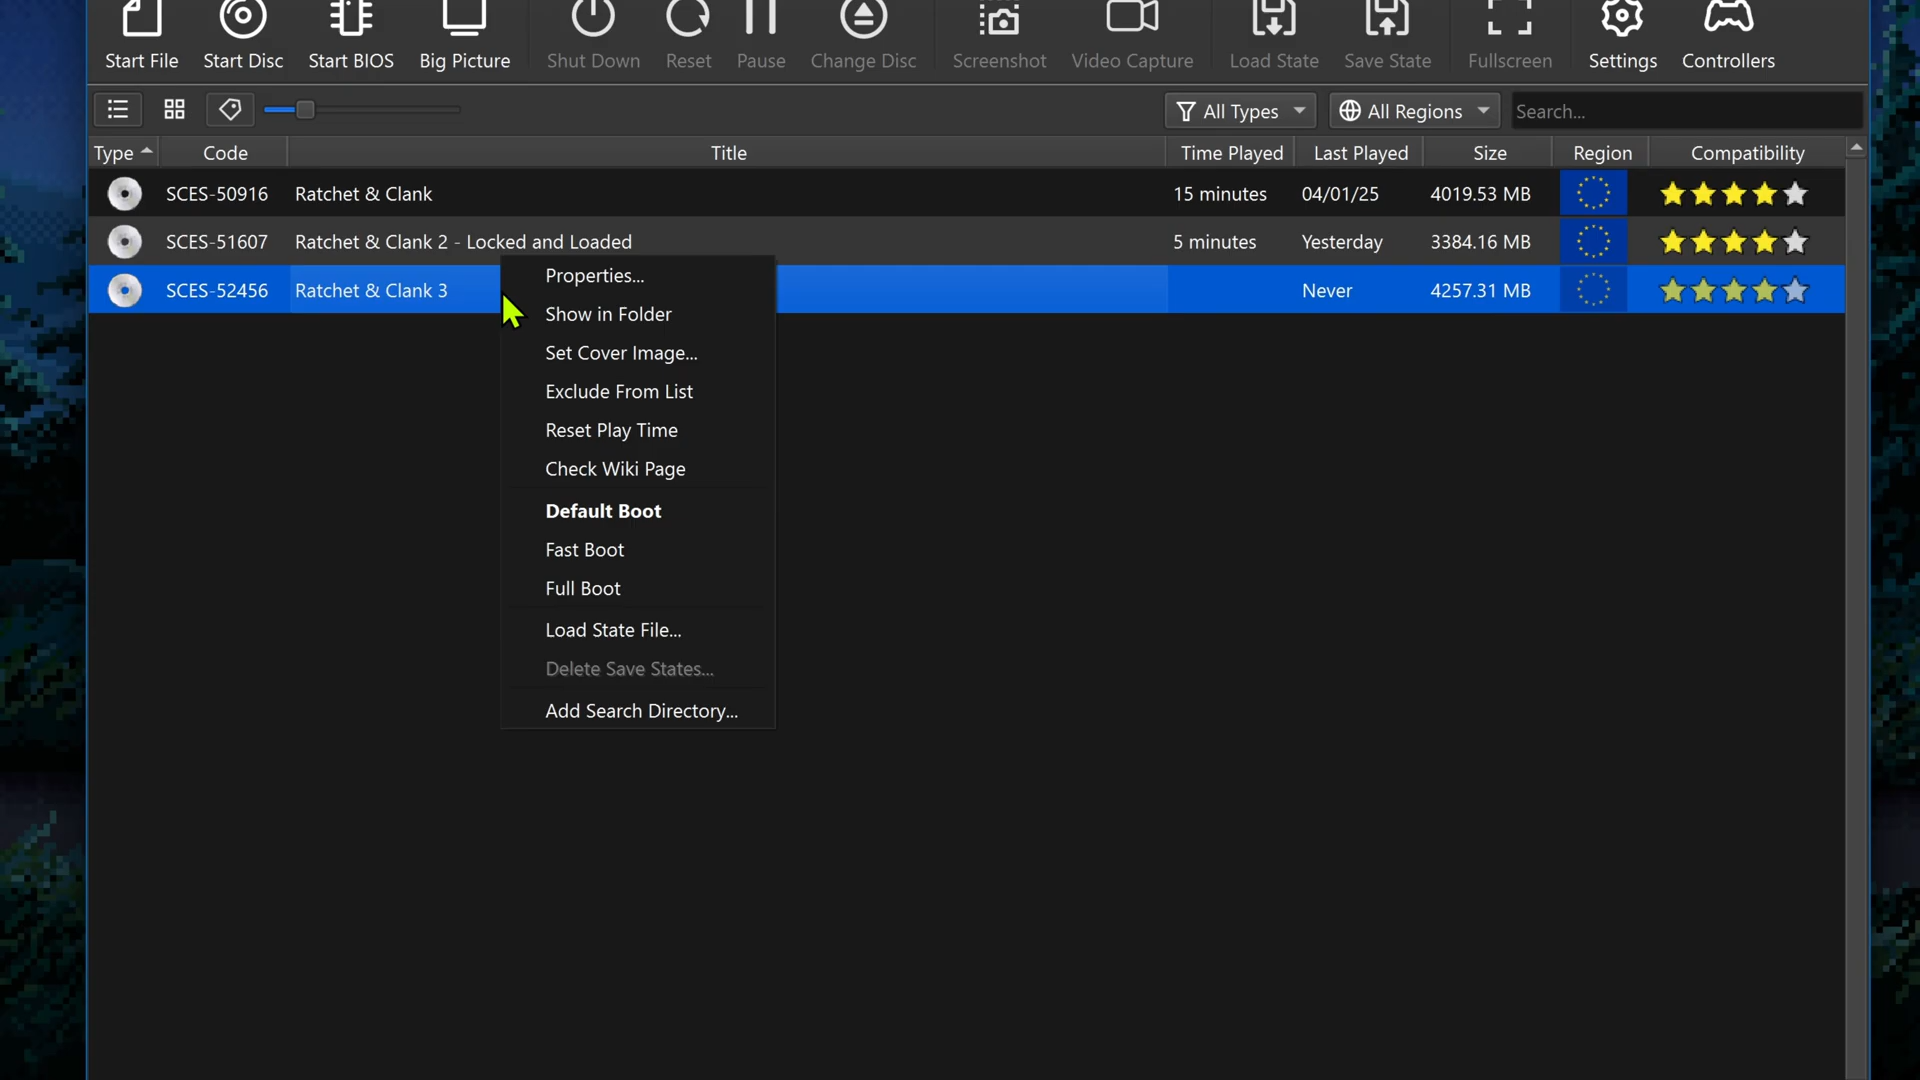 Start File Start Disc Start BIOS Big Picture Shut Down Reset Pause Change Disc Screenshot Video Capture Load State Save State Fullscreen Settings Controllers
All Types All Regions Search...
Type Code Title Time Played Last Played Size Region Compatibility
SCES-50916 Ratchet & Clank 15 minutes 04/01/25 4019.53 MB
SCES-51607 Ratchet & Clank 2 - Locked and Loaded 5 minutes Yesterday 3384.16 MB
SCES-52456 Ratchet & Clank 3 Never 4257.31 MB
Properties...
Show in Folder
Set Cover Image...
Exclude From List
Reset Play Time
Check Wiki Page
Default Boot
Fast Boot
Full Boot
Load State File...
Delete Save States...
Add Search Directory...